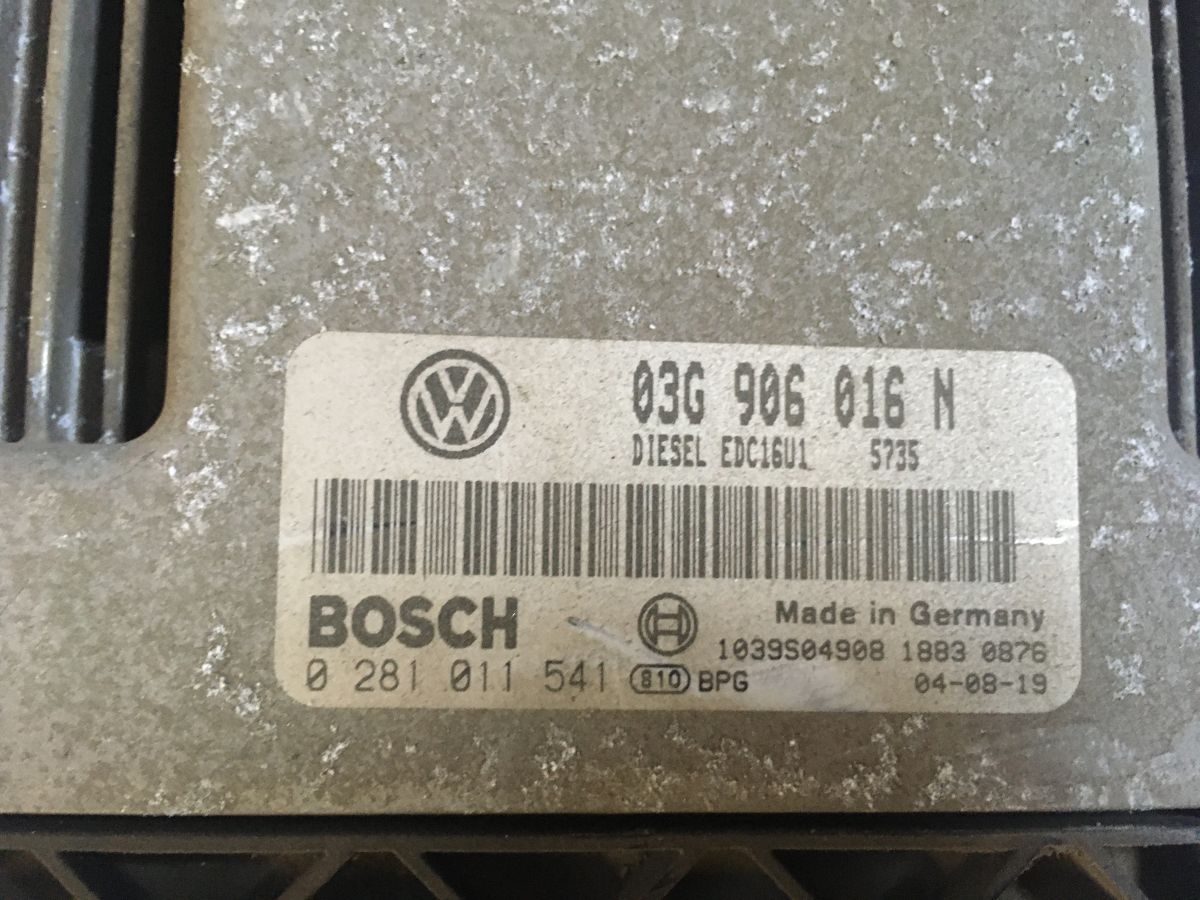 03G 906 016 N
DIESEL EDC16U1 5735
BOSCH
Made in Germany
1039S04908 1883 0876
0 281 011 541 810 BPG
04-08-19